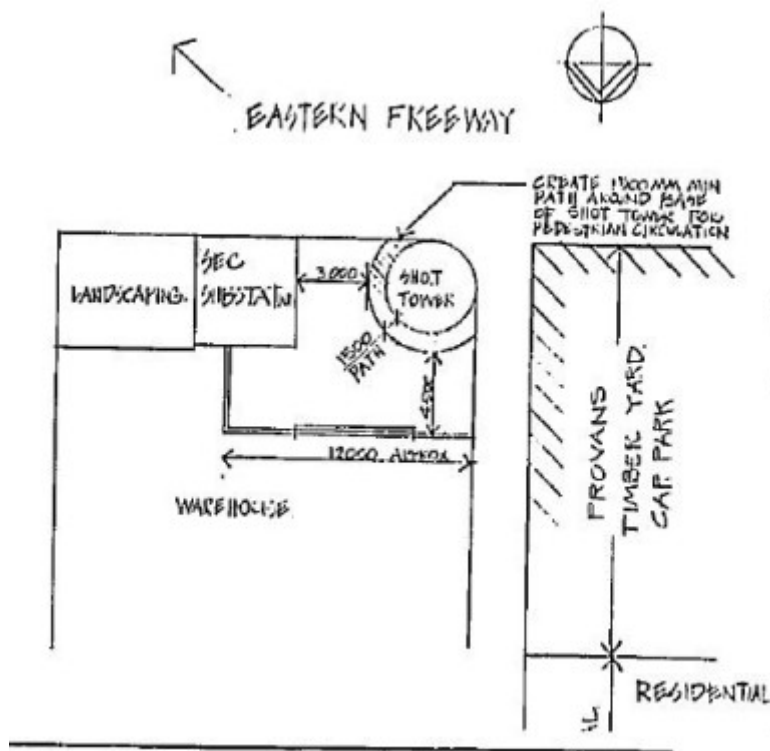 EASTERN FREEWAY
CREATE 1500MM MIN
PATH AROUND BASE
OF SHOT TOWER FOR
PEDESTRIAN CIRCULATION
SEC
SUBSTATN
LANDSCAPING.
3000
SHOT
TOWER
1500
PATH
4500
12000 APPROX
WAREHOUSE
PROVANS
TIMBER YARD.
CAR PARK
RESIDENTIAL